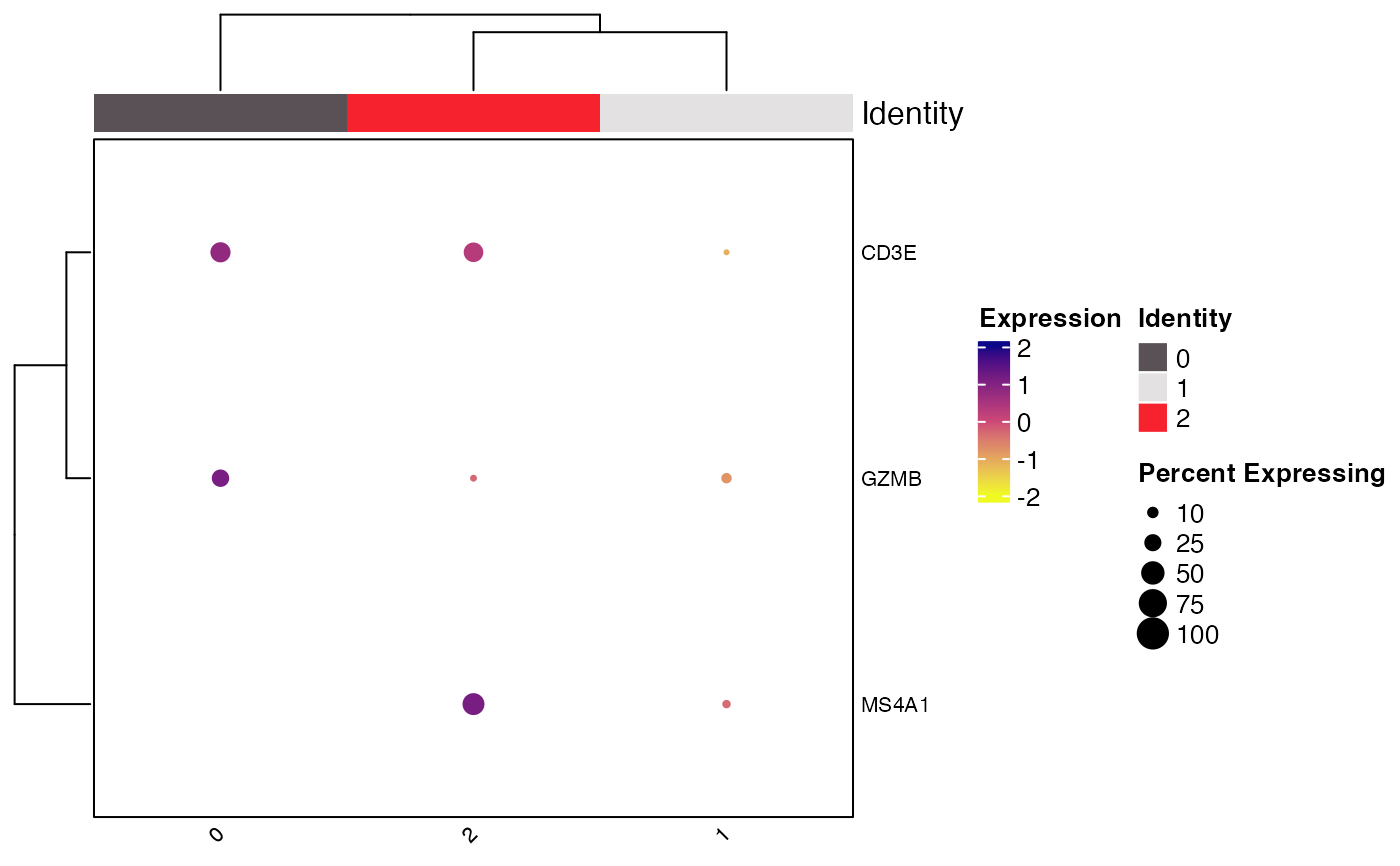 Identity
CD3E
GZMB
MS4A1
0
2
1
Expression
2
1
0
-1
-2
Identity
0
1
2
Percent Expressing
10
25
50
75
100